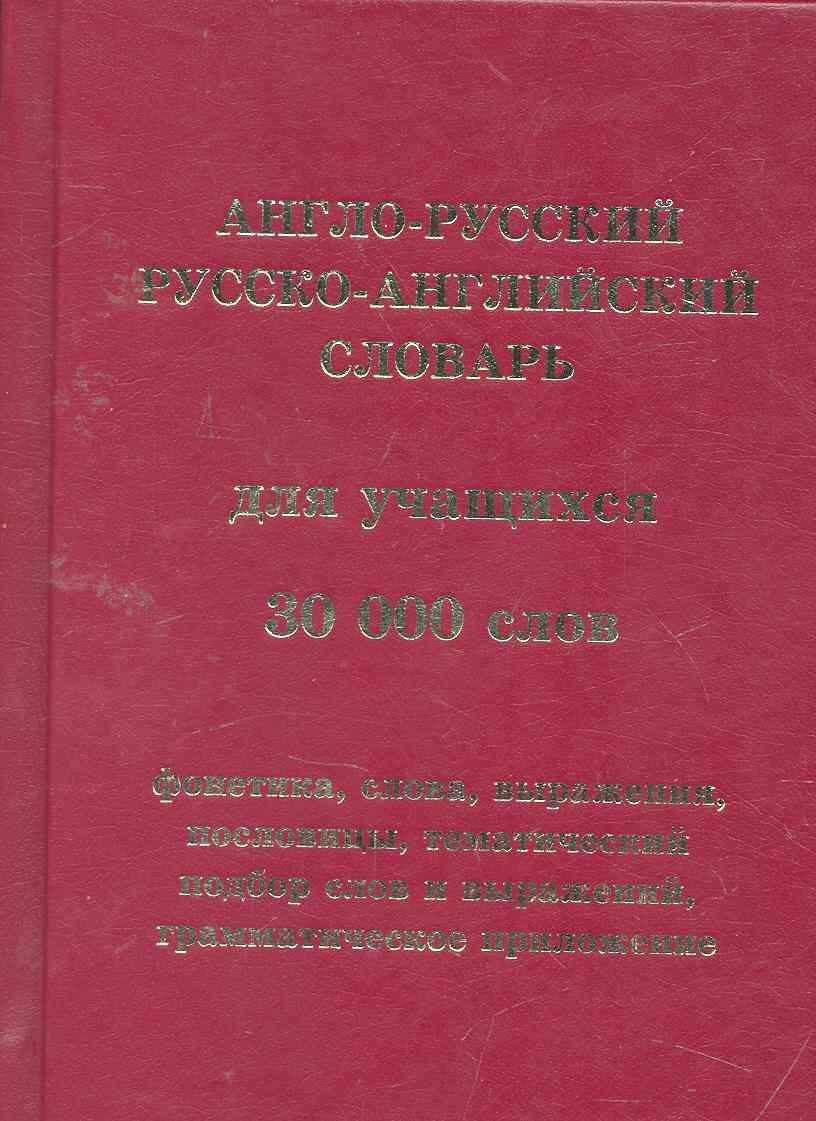 АНГЛО-РУССКИЙ
РУССКО-АНГЛИЙСКИЙ
СЛОВАРЬ
для учащихся
30 000 слов
фонетика, слова, выражения,
пословицы, тематический
подбор слов и выражений,
грамматическое приложение